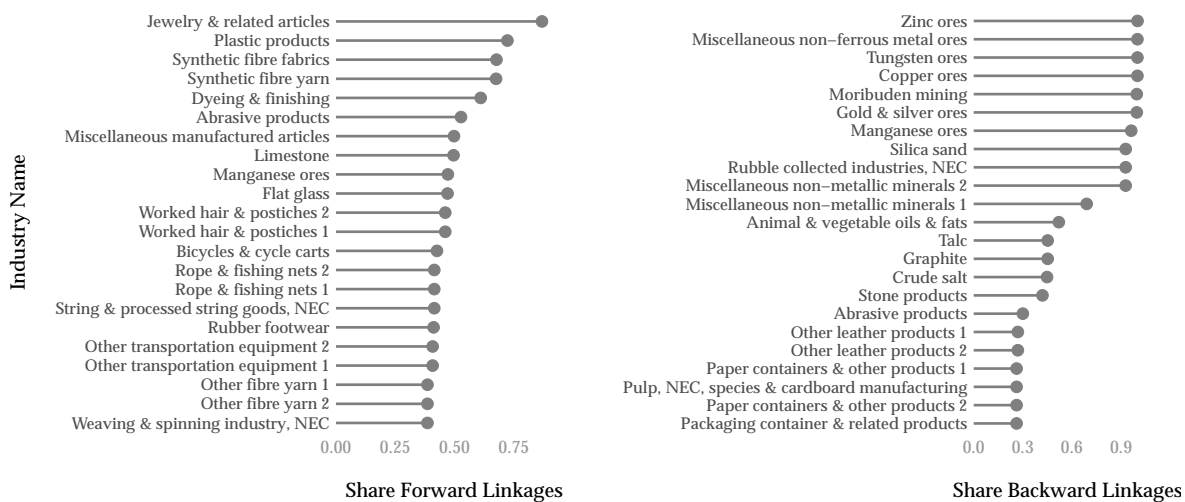 Industry Name
Jewelry & related articles
Plastic products
Synthetic fibre fabrics
Synthetic fibre yarn
Dyeing & finishing
Abrasive products
Miscellaneous manufactured articles
Limestone
Manganese ores
Flat glass
Worked hair & postiches 2
Worked hair & postiches 1
Bicycles & cycle carts
Rope & fishing nets 2
Rope & fishing nets 1
String & processed string goods, NEC
Rubber footwear
Other transportation equipment 2
Other transportation equipment 1
Other fibre yarn 1
Other fibre yarn 2
Weaving & spinning industry, NEC
0.00 0.25 0.50 0.75
Share Forward Linkages
Zinc ores
Miscellaneous non−ferrous metal ores
Tungsten ores
Copper ores
Moribuden mining
Gold & silver ores
Manganese ores
Silica sand
Rubble collected industries, NEC
Miscellaneous non−metallic minerals 2
Miscellaneous non−metallic minerals 1
Animal & vegetable oils & fats
Talc
Graphite
Crude salt
Stone products
Abrasive products
Other leather products 1
Other leather products 2
Paper containers & other products 1
Pulp, NEC, species & cardboard manufacturing
Paper containers & other products 2
Packaging container & related products
0.0 0.3 0.6 0.9
Share Backward Linkages